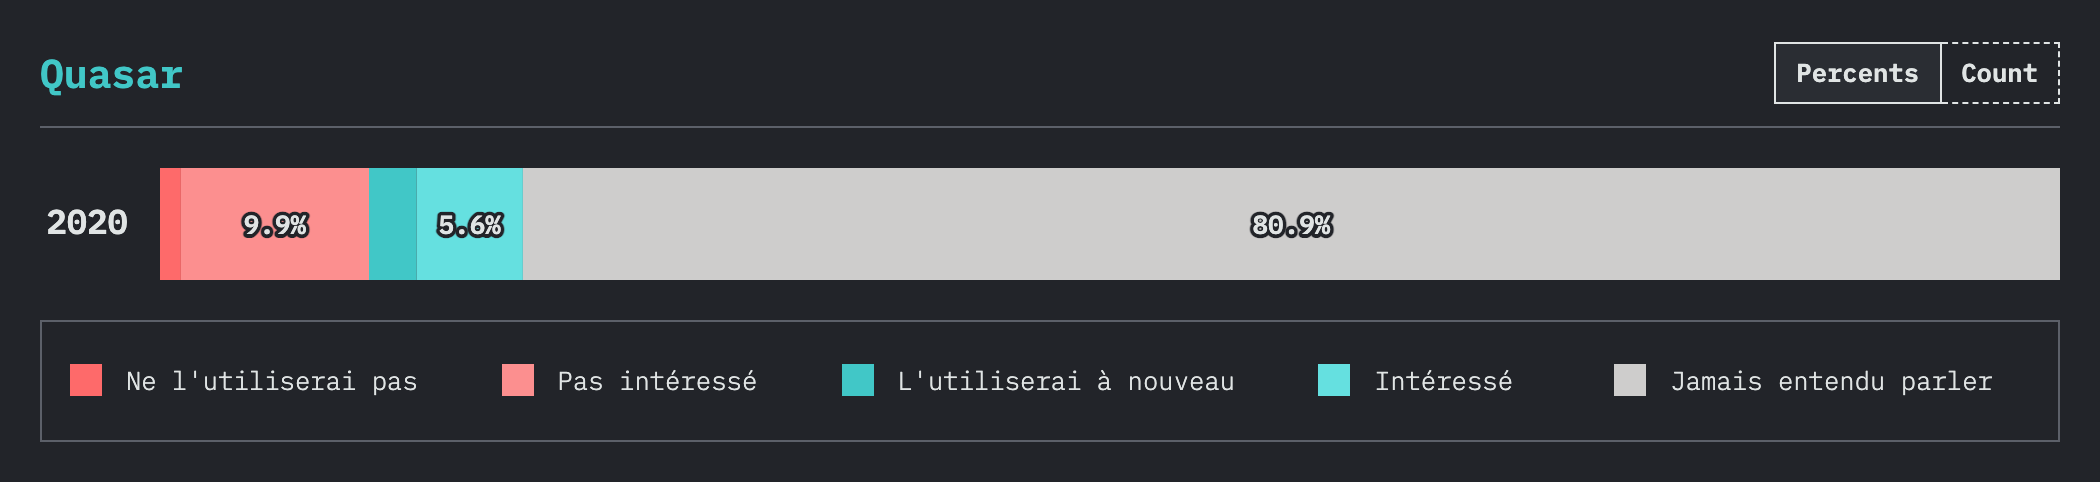 Quasar
Percents Count
2020 9.9% 5.6% 80.9%
Ne l'utiliserai pas Pas intéressé L'utiliserai à nouveau Intéressé Jamais entendu parler